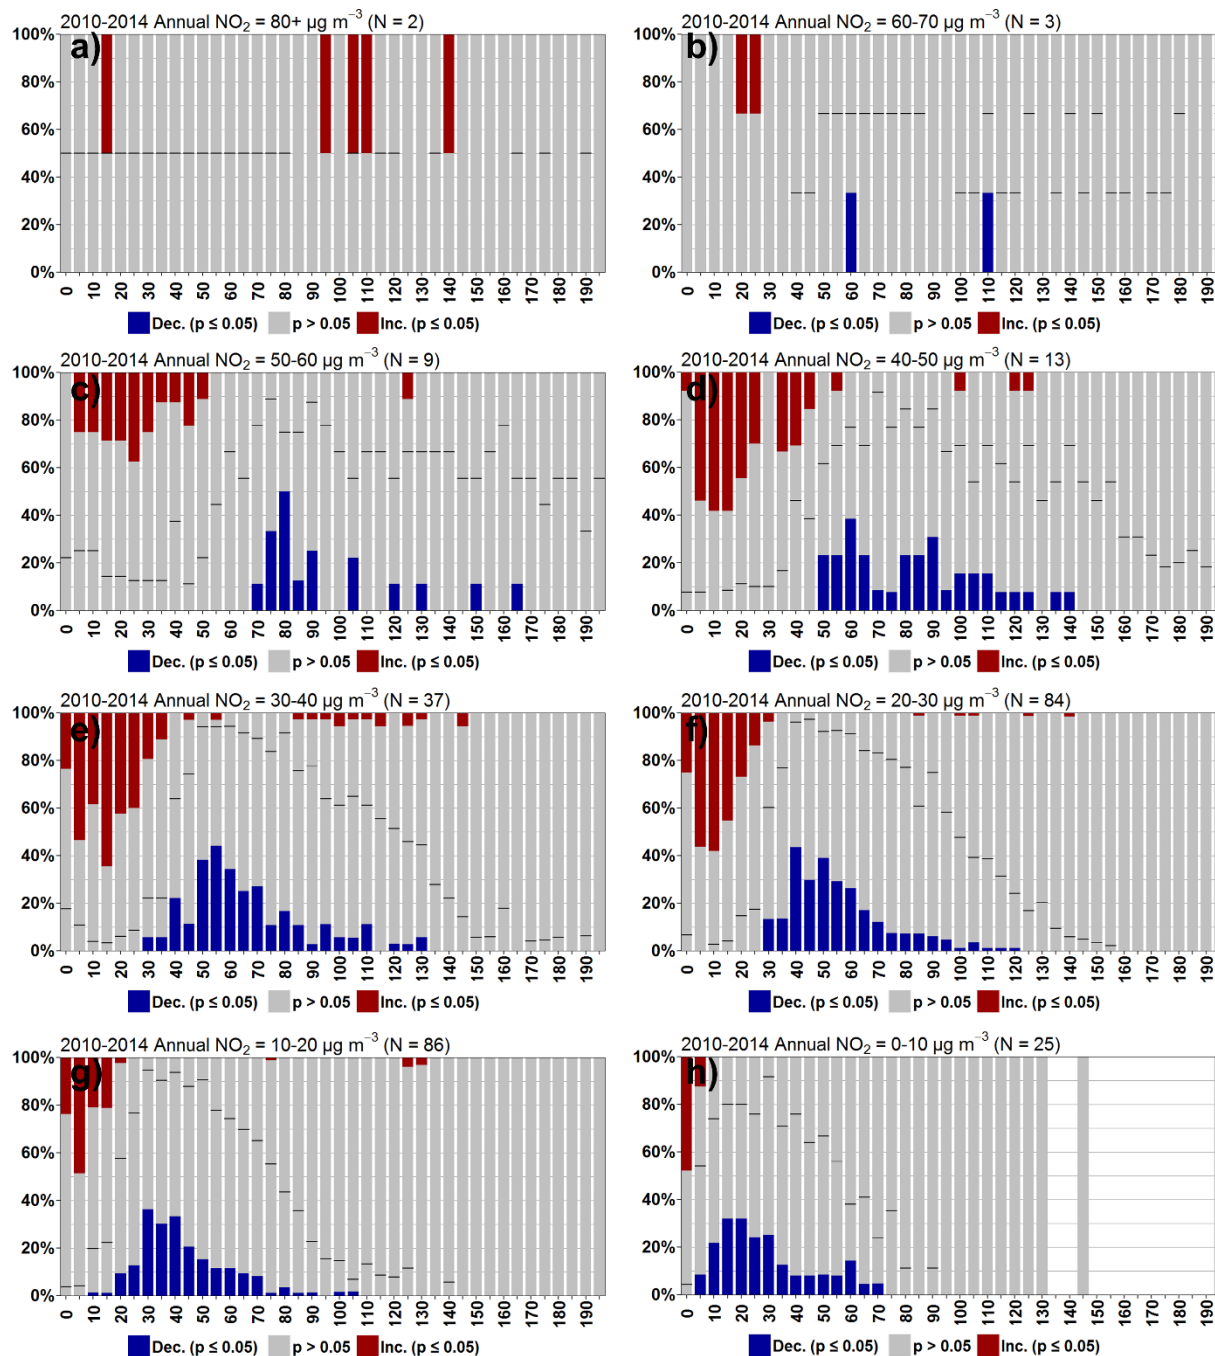 2010-2014 Annual NO₂ = 80+ µg m⁻³ (N = 2)
a)
100%
80%
60%
40%
20%
0%
0 10 20 30 40 50 60 70 80 90 100 110 120 130 140 150 160 170 180 190
Dec. (p ≤ 0.05) p > 0.05 Inc. (p ≤ 0.05)
2010-2014 Annual NO₂ = 60-70 µg m⁻³ (N = 3)
b)
100%
80%
60%
40%
20%
0%
0 10 20 30 40 50 60 70 80 90 100 110 120 130 140 150 160 170 180 190
Dec. (p ≤ 0.05) p > 0.05 Inc. (p ≤ 0.05)
2010-2014 Annual NO₂ = 50-60 µg m⁻³ (N = 9)
c)
100%
80%
60%
40%
20%
0%
0 10 20 30 40 50 60 70 80 90 100 110 120 130 140 150 160 170 180 190
Dec. (p ≤ 0.05) p > 0.05 Inc. (p ≤ 0.05)
2010-2014 Annual NO₂ = 40-50 µg m⁻³ (N = 13)
d)
100%
80%
60%
40%
20%
0%
0 10 20 30 40 50 60 70 80 90 100 110 120 130 140 150 160 170 180 190
Dec. (p ≤ 0.05) p > 0.05 Inc. (p ≤ 0.05)
2010-2014 Annual NO₂ = 30-40 µg m⁻³ (N = 37)
e)
100%
80%
60%
40%
20%
0%
0 10 20 30 40 50 60 70 80 90 100 110 120 130 140 150 160 170 180 190
Dec. (p ≤ 0.05) p > 0.05 Inc. (p ≤ 0.05)
2010-2014 Annual NO₂ = 20-30 µg m⁻³ (N = 84)
f)
100%
80%
60%
40%
20%
0%
0 10 20 30 40 50 60 70 80 90 100 110 120 130 140 150 160 170 180 190
Dec. (p ≤ 0.05) p > 0.05 Inc. (p ≤ 0.05)
2010-2014 Annual NO₂ = 10-20 µg m⁻³ (N = 86)
g)
100%
80%
60%
40%
20%
0%
0 10 20 30 40 50 60 70 80 90 100 110 120 130 140 150 160 170 180 190
Dec. (p ≤ 0.05) p > 0.05 Inc. (p ≤ 0.05)
2010-2014 Annual NO₂ = 0-10 µg m⁻³ (N = 25)
h)
100%
80%
60%
40%
20%
0%
0 10 20 30 40 50 60 70 80 90 100 110 120 130 140 150 160 170 180 190
Dec. (p ≤ 0.05) p > 0.05 Inc. (p ≤ 0.05)